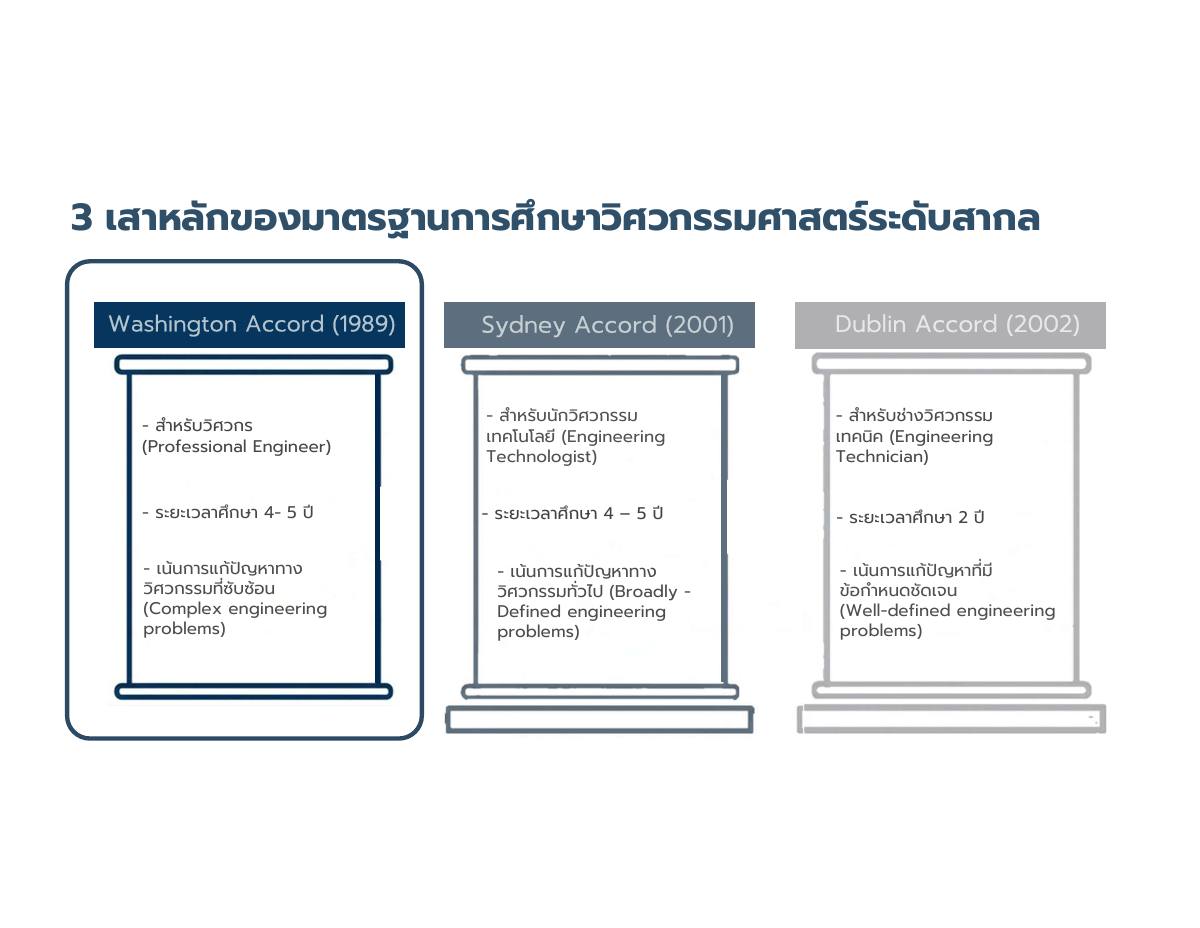 3 เสาหลักของมาตรฐานการศึกษาวิศวกรรมศาสตร์ระดับสากล
Washington Accord (1989)
- สำหรับวิศวกร
(Professional Engineer)
- ระยะเวลาศึกษา 4- 5 ปี
- เน้นการแก้ปัญหาทาง
วิศวกรรมที่ซับซ้อน
(Complex engineering
problems)
Sydney Accord (2001)
- สำหรับนักวิศวกรรม
เทคโนโลยี (Engineering
Technologist)
- ระยะเวลาศึกษา 4 – 5 ปี
- เน้นการแก้ปัญหาทาง
วิศวกรรมทั่วไป (Broadly -
Defined engineering
problems)
Dublin Accord (2002)
- สำหรับช่างวิศวกรรม
เทคนิค (Engineering
Technician)
- ระยะเวลาศึกษา 2 ปี
- เน้นการแก้ปัญหาที่มี
ข้อกำหนดชัดเจน
(Well-defined engineering
problems)